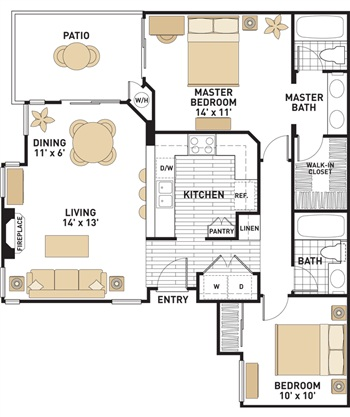 PATIO
W/H
MASTER
BEDROOM
14' x 11'
MASTER
BATH
DINING
11' x 6'
D/W
KITCHEN
REF.
WALK-IN
CLOSET
LIVING
14' x 13'
FIREPLACE
PANTRY
LINEN
BATH
W
D
ENTRY
BEDROOM
10' x 10'